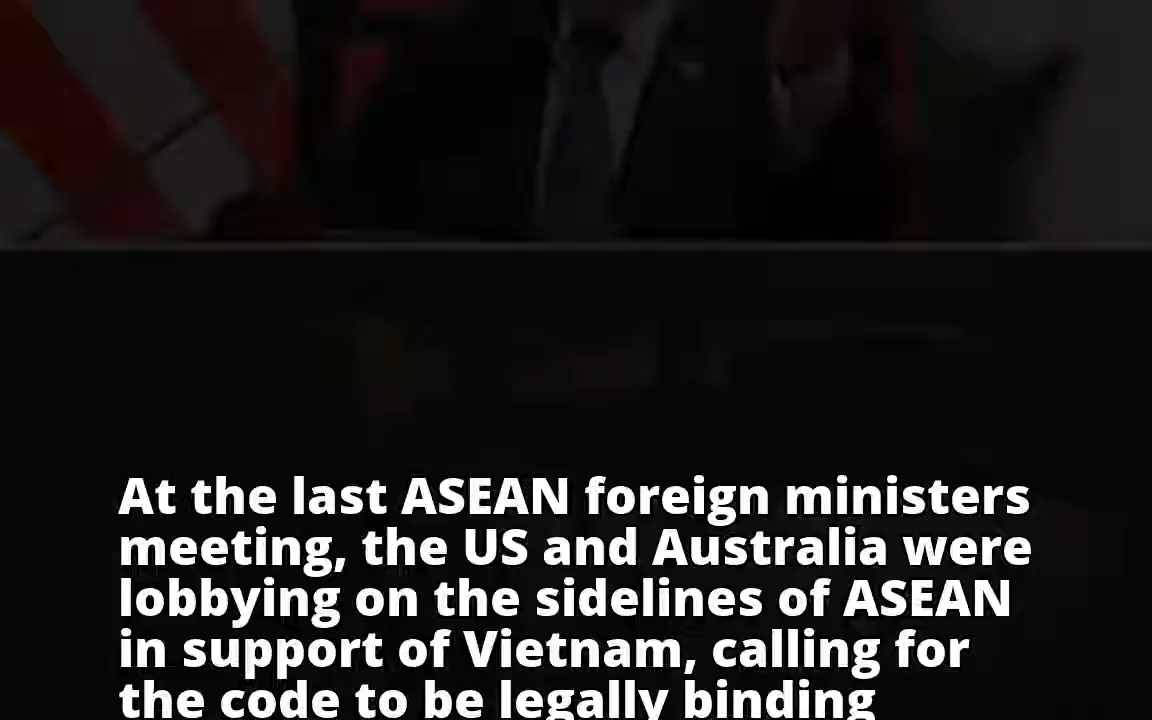 At the last ASEAN foreign ministers
meeting, the US and Australia were
lobbying on the sidelines of ASEAN
in support of Vietnam, calling for
the code to be legally binding